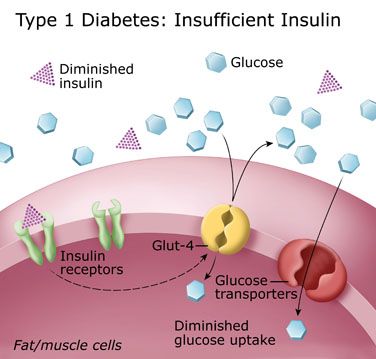 Type 1 Diabetes: Insufficient Insulin
Diminished
insulin
Glucose
Insulin
receptors
Glut-4
Glucose
transporters
Diminished
glucose uptake
Fat/muscle cells